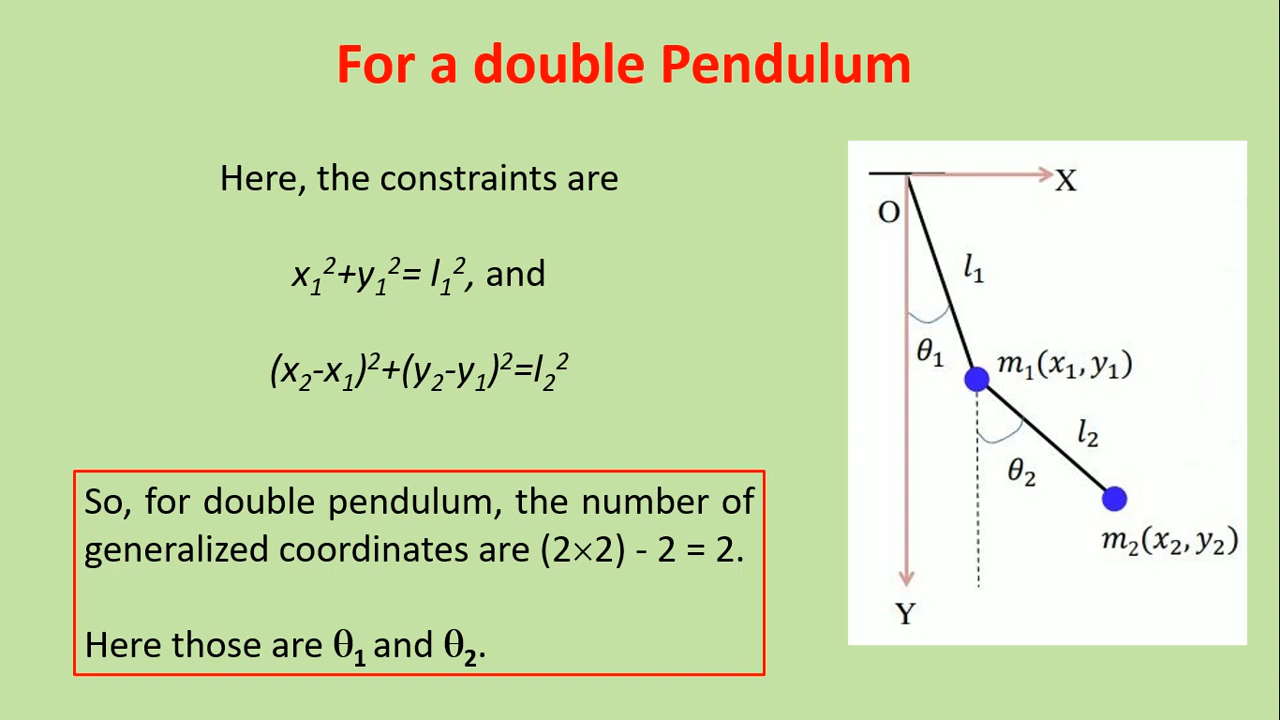 For a double Pendulum
Here, the constraints are
x₁²+y₁²= l₁², and
(x₂-x₁)²+(y₂-y₁)²=l₂²
So, for double pendulum, the number of
generalized coordinates are (2×2) - 2 = 2.
Here those are θ₁ and θ₂.
X
O
l₁
θ₁
m₁(x₁,y₁)
l₂
θ₂
m₂(x₂,y₂)
Y